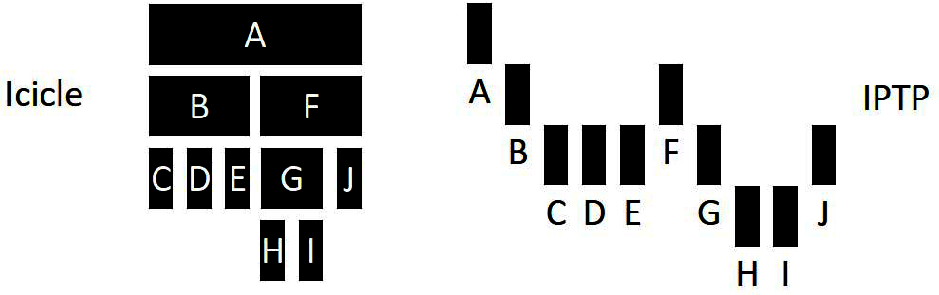 Icicle
A
B F
C D E G J
H I
A
B F
C D E G J
H I
IPTP